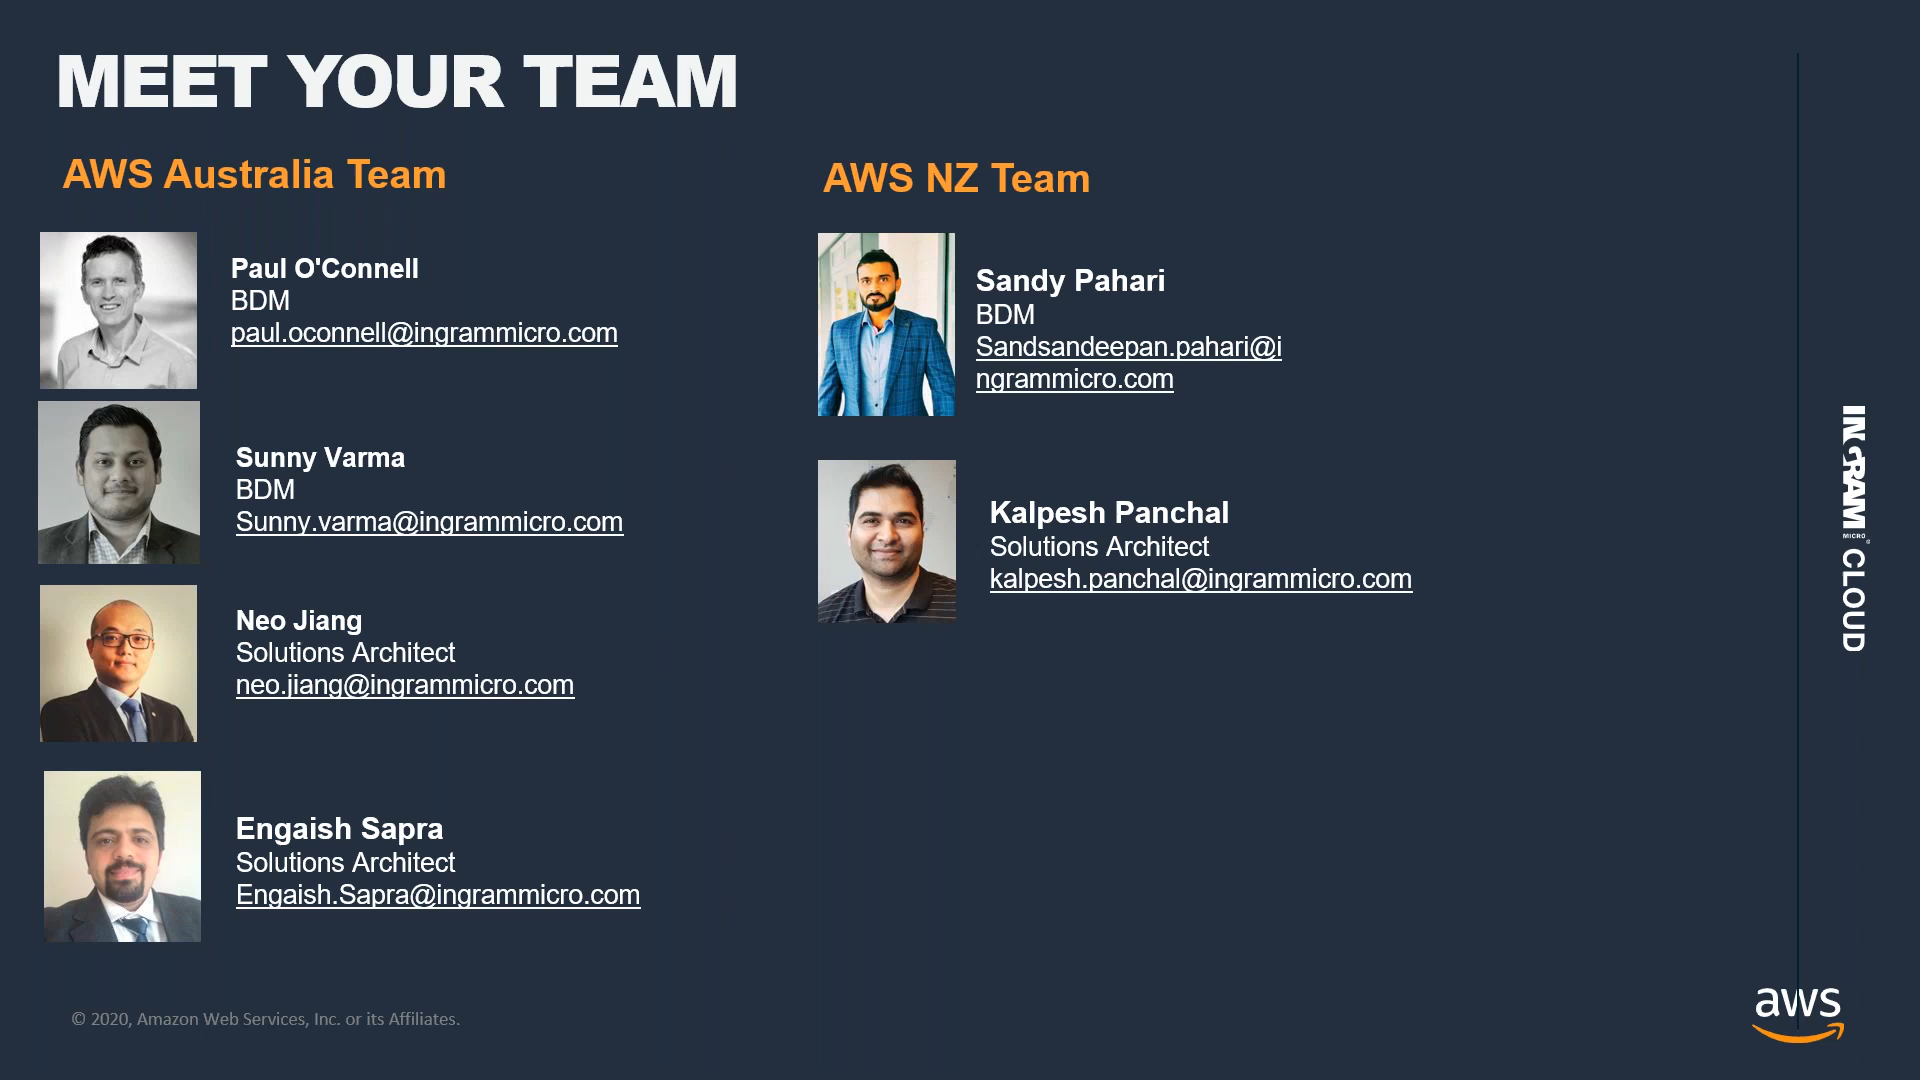 MEET YOUR TEAM
AWS Australia Team
Paul O'Connell
BDM
paul.oconnell@ingrammicro.com
Sunny Varma
BDM
Sunny.varma@ingrammicro.com
Neo Jiang
Solutions Architect
neo.jiang@ingrammicro.com
Engaish Sapra
Solutions Architect
Engaish.Sapra@ingrammicro.com
AWS NZ Team
Sandy Pahari
BDM
Sandsandeepan.pahari@i
ngrammicro.com
Kalpesh Panchal
Solutions Architect
kalpesh.panchal@ingrammicro.com
INGRAM MICRO® CLOUD
© 2020, Amazon Web Services, Inc. or its Affiliates.
aws